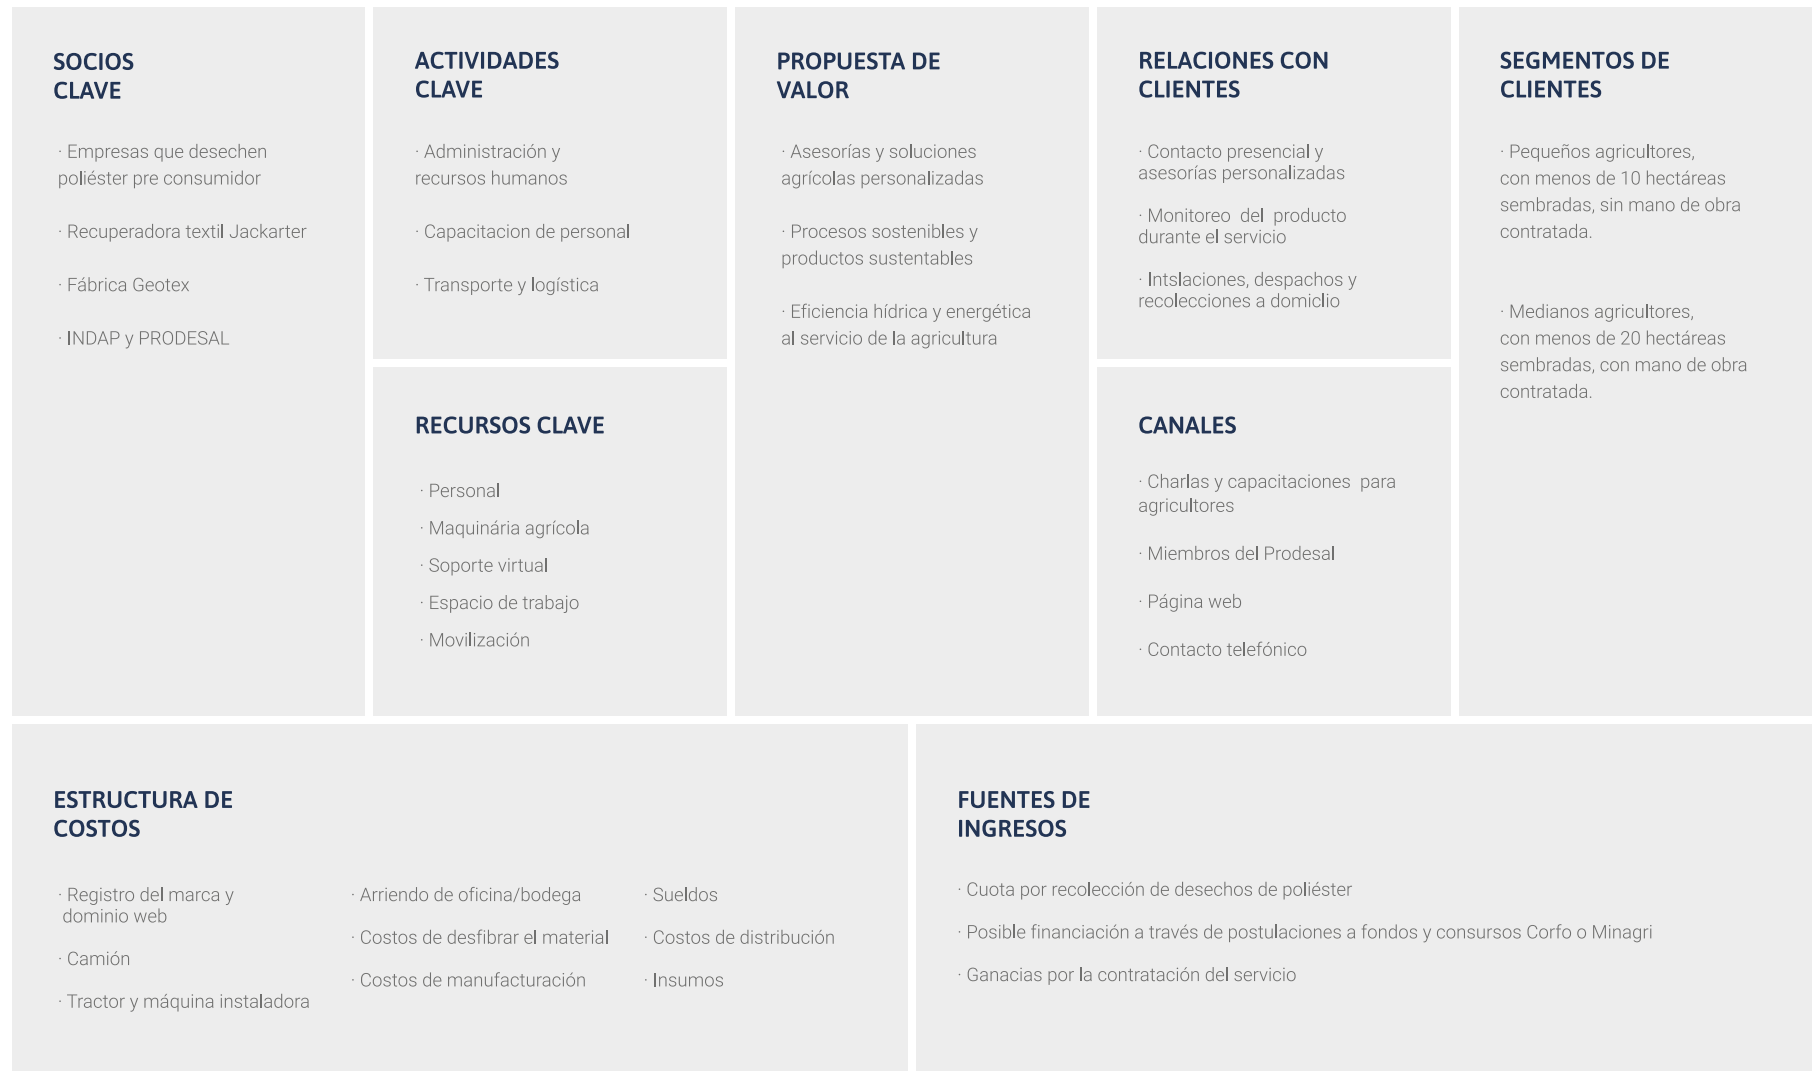 SOCIOS
CLAVE
· Empresas que desechen
poliéster pre consumidor
· Recuperadora textil Jackarter
· Fábrica Geotex
· INDAP y PRODESAL
ACTIVIDADES
CLAVE
· Administración y
recursos humanos
· Capacitacion de personal
· Transporte y logística
RECURSOS CLAVE
· Personal
· Maquinária agrícola
· Soporte virtual
· Espacio de trabajo
· Movilización
PROPUESTA DE
VALOR
· Asesorías y soluciones
agrícolas personalizadas
· Procesos sostenibles y
productos sustentables
· Eficiencia hídrica y energética
al servicio de la agricultura
RELACIONES CON
CLIENTES
· Contacto presencial y
asesorías personalizadas
· Monitoreo del producto
durante el servicio
· Intslaciones, despachos y
recolecciones a domiclio
CANALES
· Charlas y capacitaciones para
agricultores
· Miembros del Prodesal
· Página web
· Contacto telefónico
SEGMENTOS DE
CLIENTES
· Pequeños agricultores,
con menos de 10 hectáreas
sembradas, sin mano de obra
contratada.
· Medianos agricultores,
con menos de 20 hectáreas
sembradas, con mano de obra
contratada.
ESTRUCTURA DE
COSTOS
· Registro del marca y
dominio web
· Camión
· Tractor y máquina instaladora
· Arriendo de oficina/bodega
· Costos de desfibrar el material
· Costos de manufacturación
· Sueldos
· Costos de distribución
· Insumos
FUENTES DE
INGRESOS
· Cuota por recolección de desechos de poliéster
· Posible financiación a través de postulaciones a fondos y consursos Corfo o Minagri
· Ganacias por la contratación del servicio